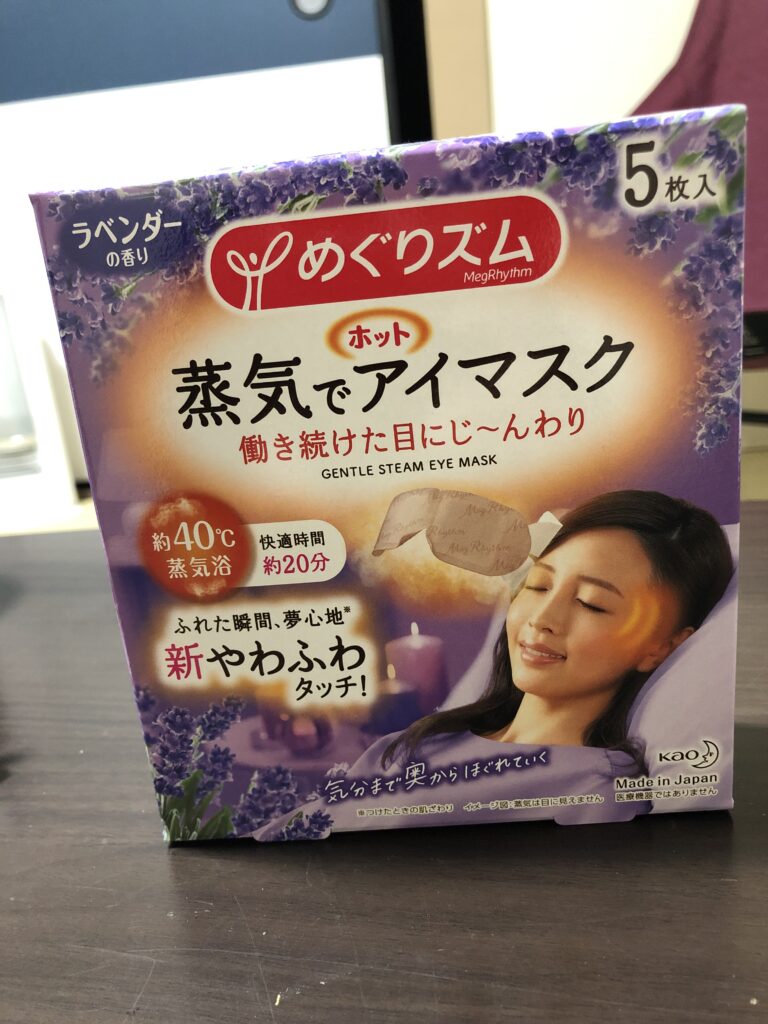 ラベンダー
の香り
5枚入
めぐりズム
MegRhythm
ホット
蒸気でアイマスク
働き続けた目にじ〜んわり
GENTLE STEAM EYE MASK
約40℃
蒸気浴
快適時間
約20分
MegRhythm
MegRhythm
ふれた瞬間、夢心地※
新やわふわ
タッチ!
気分まで奥からほぐれていく
Kao
Made in Japan
※つけたときの肌ざわり イメージ図:蒸気は目に見えません
医療機器ではありません